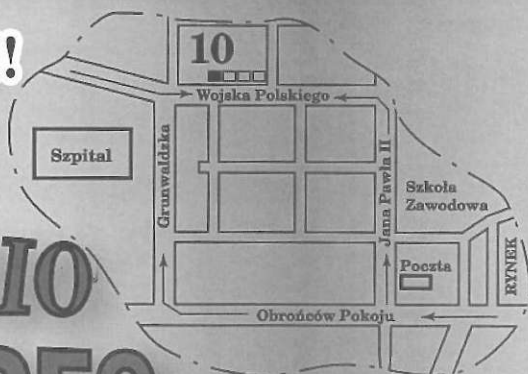 !
10
Wojska Polskiego
Szpital
Grunwaldzka
Jana Pawła II
Szkoła
Zawodowa
IO
Poczta
RYNEK
Obrońców Pokoju